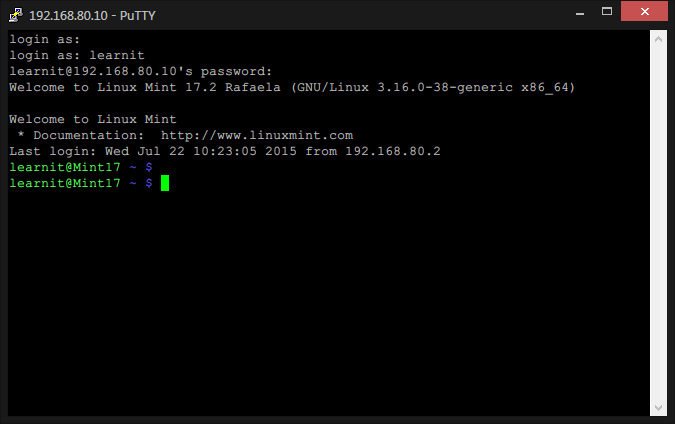 192.168.80.10 - PuTTY
login as:
login as: learnit
learnit@192.168.80.10's password:
Welcome to Linux Mint 17.2 Rafaela (GNU/Linux 3.16.0-38-generic x86_64)
Welcome to Linux Mint
* Documentation:  http://www.linuxmint.com
Last login: Wed Jul 22 10:23:05 2015 from 192.168.80.2
learnit@Mint17 ~ $
learnit@Mint17 ~ $